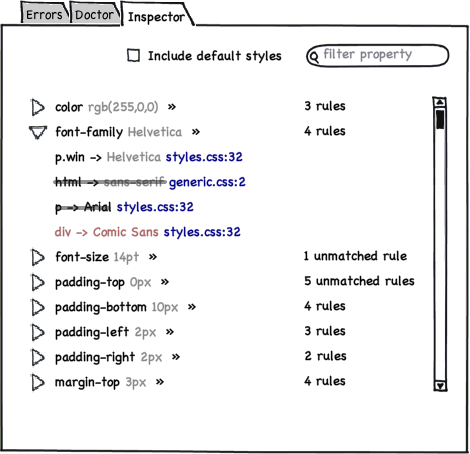 Errors Doctor Inspector
Include default styles filter property
color rgb(255,0,0) » 3 rules
font-family Helvetica » 4 rules
p.win -> Helvetica styles.css:32
html -> sans-serif generic.css:2
p -> Arial styles.css:32
div -> Comic Sans styles.css:32
font-size 14pt » 1 unmatched rule
padding-top 0px » 5 unmatched rules
padding-bottom 10px » 4 rules
padding-left 2px » 3 rules
padding-right 2px » 2 rules
margin-top 3px » 4 rules